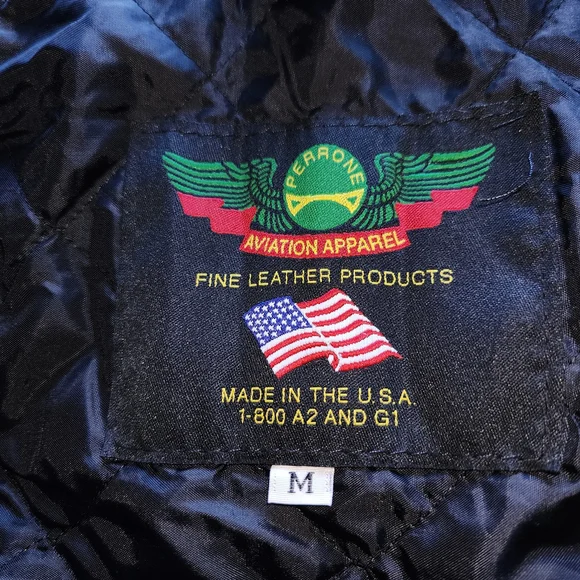 PERRONE
AVIATION APPAREL
FINE LEATHER PRODUCTS
MADE IN THE U.S.A.
1-800 A2 AND G1
M